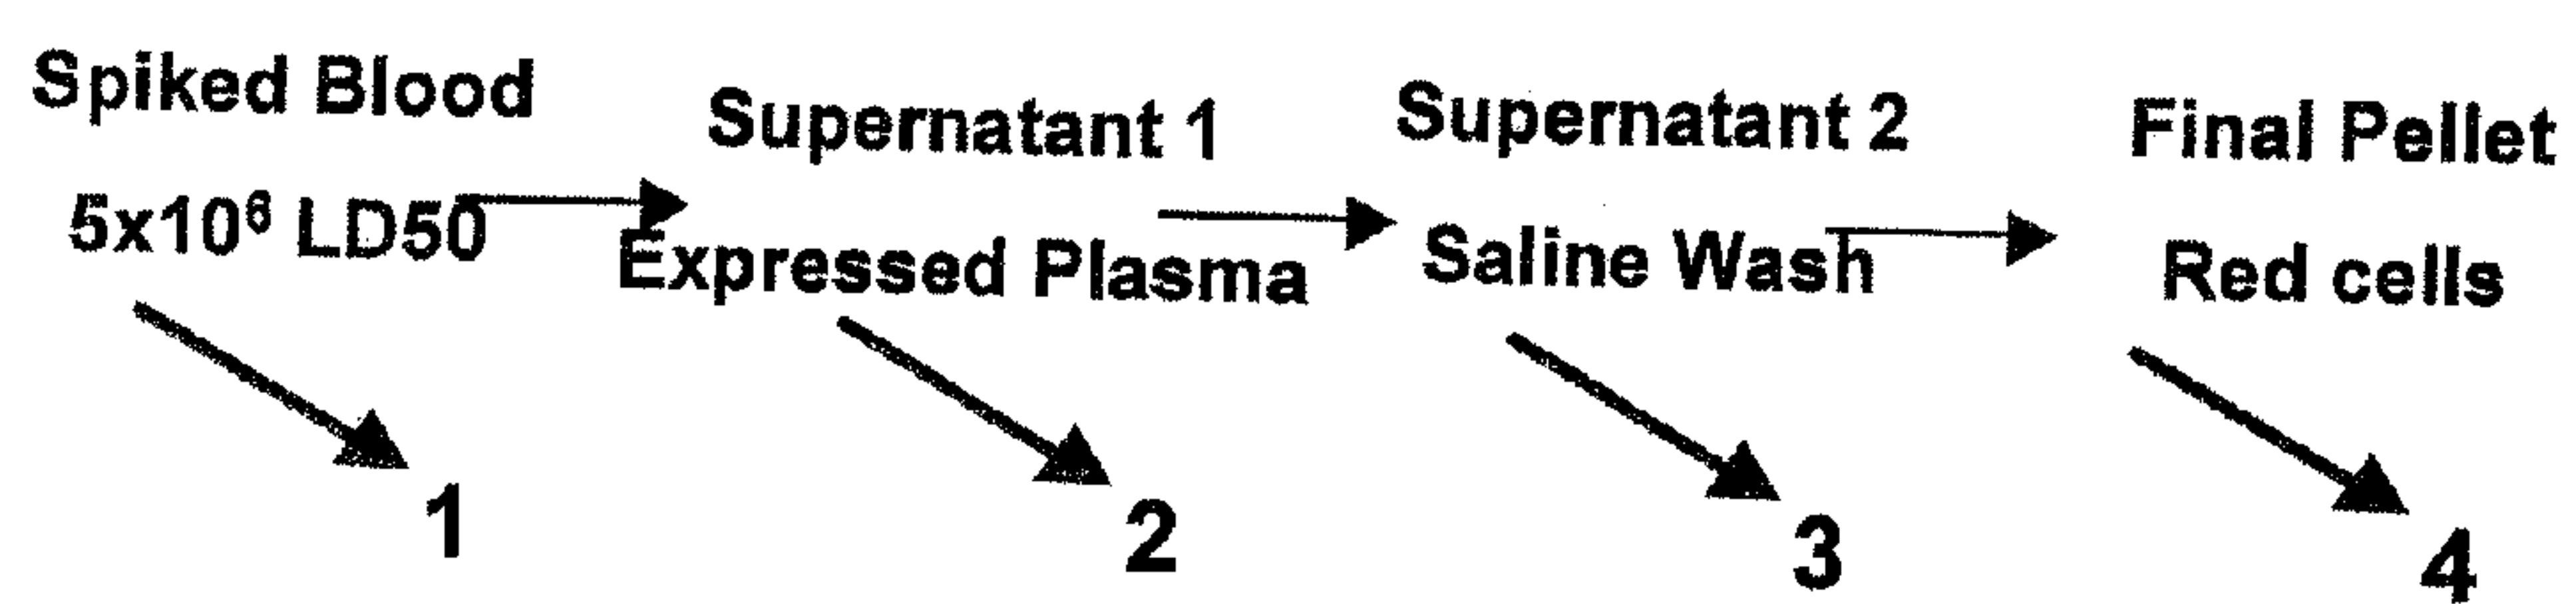 Spiked Blood
5x10⁶ LD50
Supernatant 1
Expressed Plasma
Supernatant 2
Saline Wash
Final Pellet
Red cells
1
2
3
4